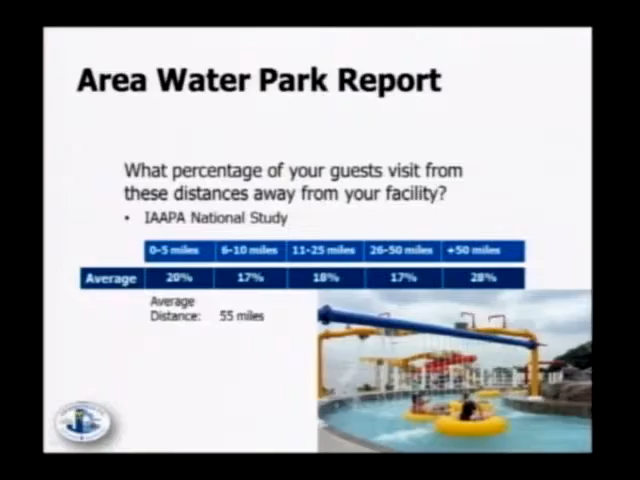 Area Water Park Report
What percentage of your guests visit from
these distances away from your facility?
• IAAPA National Study
0-5 miles 6-10 miles 11-25 miles 26-50 miles +50 miles
Average 20% 17% 18% 17% 28%
Average
Distance: 55 miles